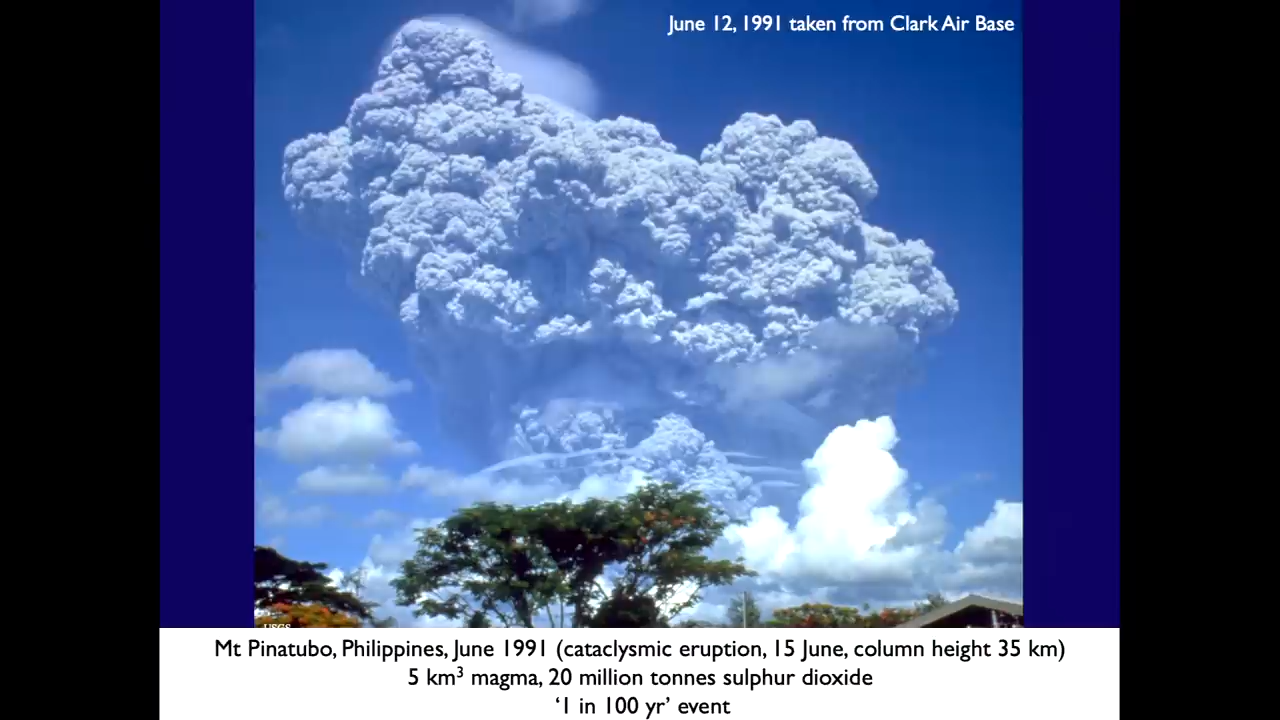 June 12, 1991 taken from Clark Air Base
USGS
Mt Pinatubo, Philippines, June 1991 (cataclysmic eruption, 15 June, column height 35 km)
5 km³ magma, 20 million tonnes sulphur dioxide
‘1 in 100 yr’ event